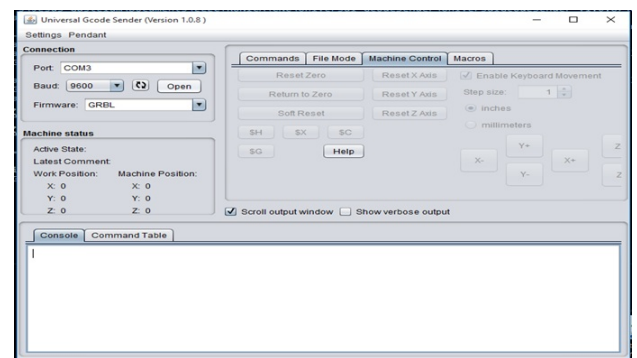 Universal Gcode Sender (Version 1.0.8 )
Settings Pendant
Connection
Port: COM3
Baud: 9600 Open
Firmware: GRBL
Machine status
Active State:
Latest Comment:
Work Position: Machine Position:
X: 0 X: 0
Y: 0 Y: 0
Z: 0 Z: 0
Commands File Mode Machine Control Macros
Reset Zero Reset X Axis Enable Keyboard Movement
Return to Zero Reset Y Axis Step size: 1
Soft Reset Reset Z Axis inches
millimeters
$H $X $C
$G Help
Y+ Z
X- X+
Y- Z
Scroll output window Show verbose output
Console Command Table